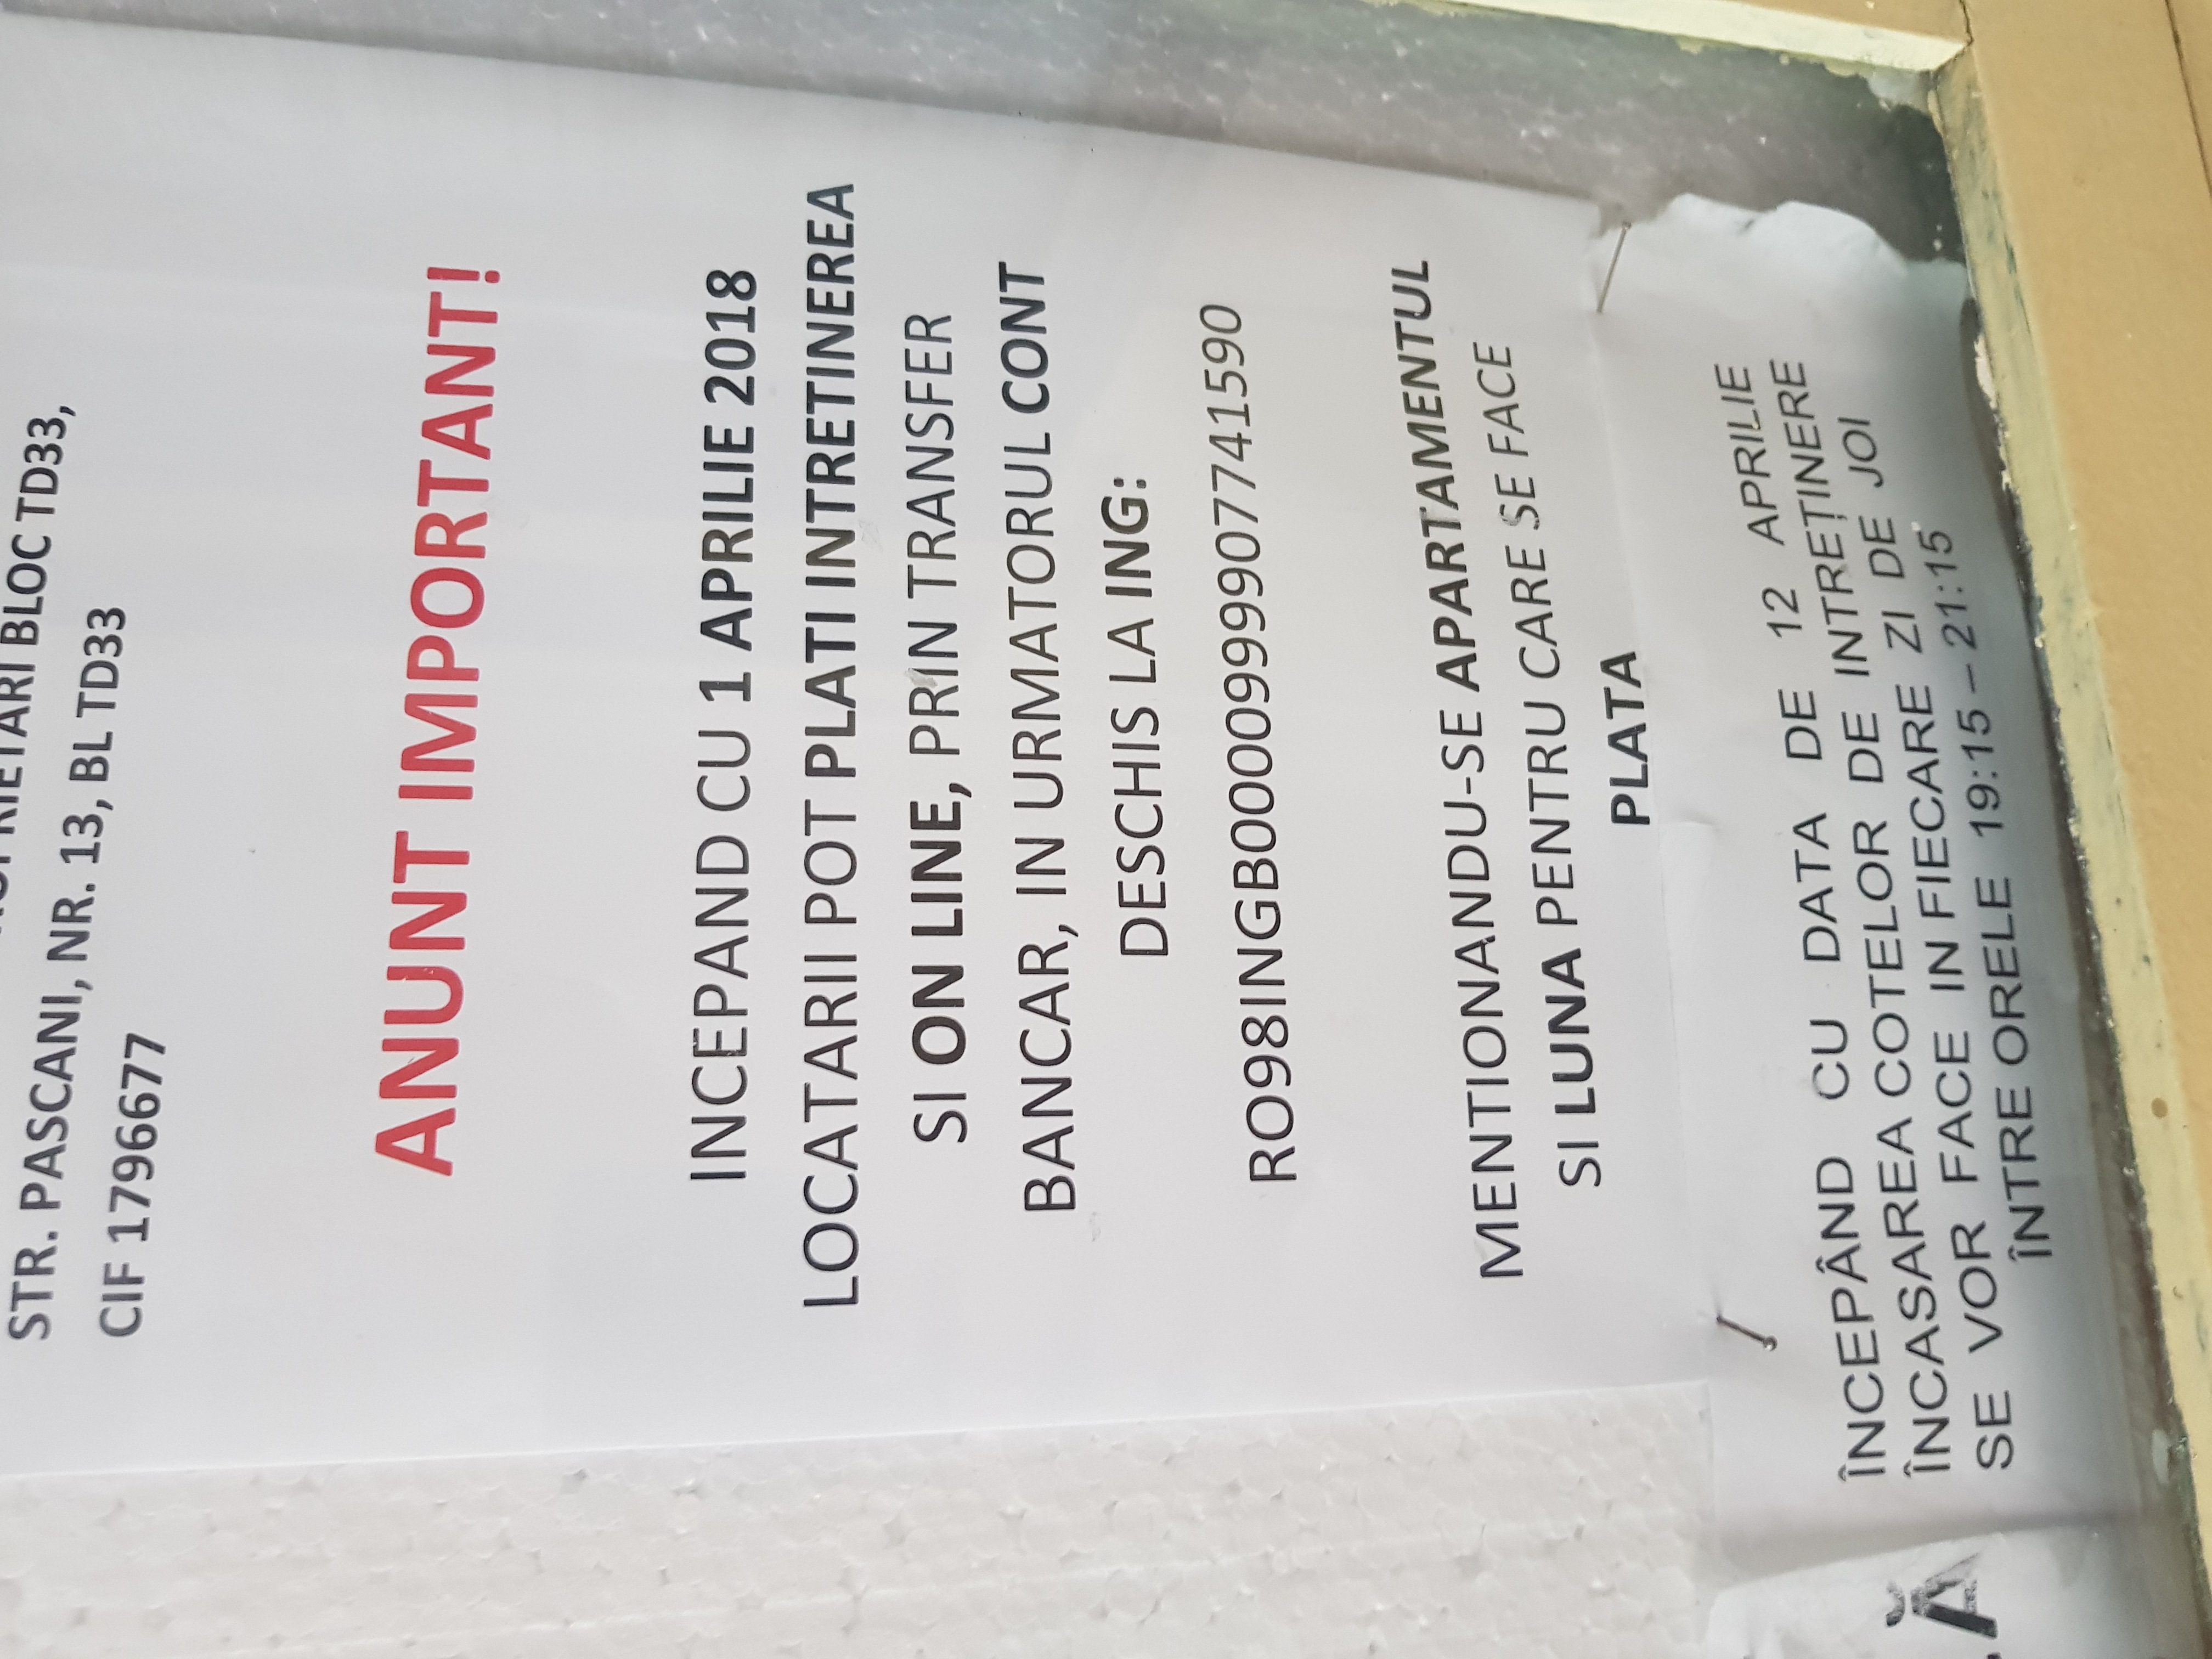 PROPRIETARI BLOC TD33,
STR. PASCANI, NR. 13, BL TD33
CIF 17966677
ANUNT IMPORTANT!
INCEPAND CU 1 APRILIE 2018
LOCATARII POT PLATI INTRETINEREA
SI ON LINE, PRIN TRANSFER
BANCAR, IN URMATORUL CONT
DESCHIS LA ING:
RO98INGB0000999907741590
MENTIONANDU-SE APARTAMENTUL
SI LUNA PENTRU CARE SE FACE
PLATA
ÎNCEPÂND CU DATA DE 12 APRILIE
ÎNCASAREA COTELOR DE INTREȚINERE
SE VOR FACE IN FIECARE ZI DE JOI
ÎNTRE ORELE 19:15 – 21:15
Ă